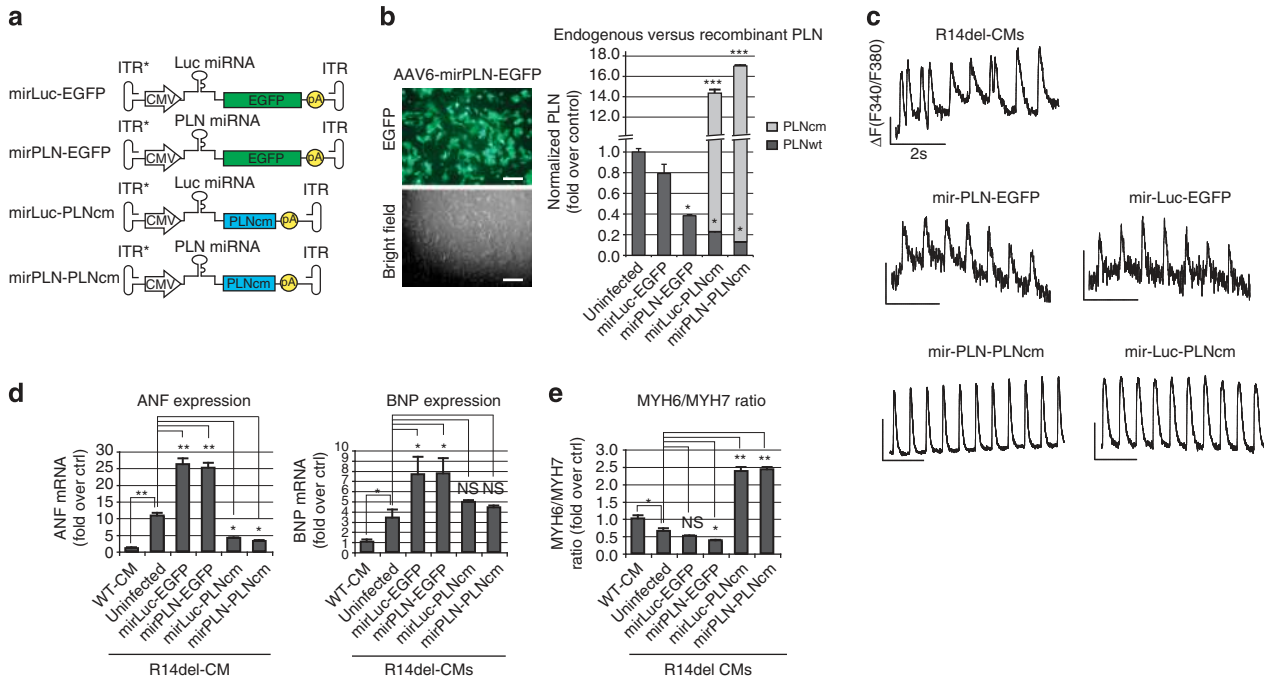 a
ITR*
Luc miRNA
ITR
mirLuc-EGFP
CMV
EGFP
pA
ITR*
PLN miRNA
ITR
mirPLN-EGFP
CMV
EGFP
pA
ITR*
Luc miRNA
ITR
mirLuc-PLNcm
CMV
PLNcm
pA
ITR*
PLN miRNA
ITR
mirPLN-PLNcm
CMV
PLNcm
pA
b
AAV6-mirPLN-EGFP
EGFP
Bright field
Endogenous versus recombinant PLN
Normalized PLN
(fold over control)
18.0
16.0
14.0
12.0
1.0
0.8
0.6
0.4
0.2
0.0
*
***
*
***
*
PLNcm
PLNwt
Uninfected
mirLuc-EGFP
mirPLN-EGFP
mirLuc-PLNcm
mirPLN-PLNcm
c
R14del-CMs
ΔF(F340/F380)
2s
mir-PLN-EGFP
mir-Luc-EGFP
mir-PLN-PLNcm
mir-Luc-PLNcm
d
ANF expression
ANF mRNA
(fold over ctrl)
30
25
20
15
10
5
0
**
**
**
*
*
WT-CM
Uninfected
mirLuc-EGFP
mirPLN-EGFP
mirLuc-PLNcm
mirPLN-PLNcm
R14del-CM
BNP expression
BNP mRNA
(fold over ctrl)
10
9
8
7
6
5
4
3
2
1
0
*
*
*
NS
NS
WT-CM
Uninfected
mirLuc-EGFP
mirPLN-EGFP
mirLuc-PLNcm
mirPLN-PLNcm
R14del-CMs
e
MYH6/MYH7 ratio
MYH6/MYH7
ratio (fold over ctrl)
3.0
2.5
2.0
1.5
1.0
0.5
0.0
*
NS
*
**
**
WT-CM
Uninfected
mirLuc-EGFP
mirPLN-EGFP
mirLuc-PLNcm
mirPLN-PLNcm
R14del CMs